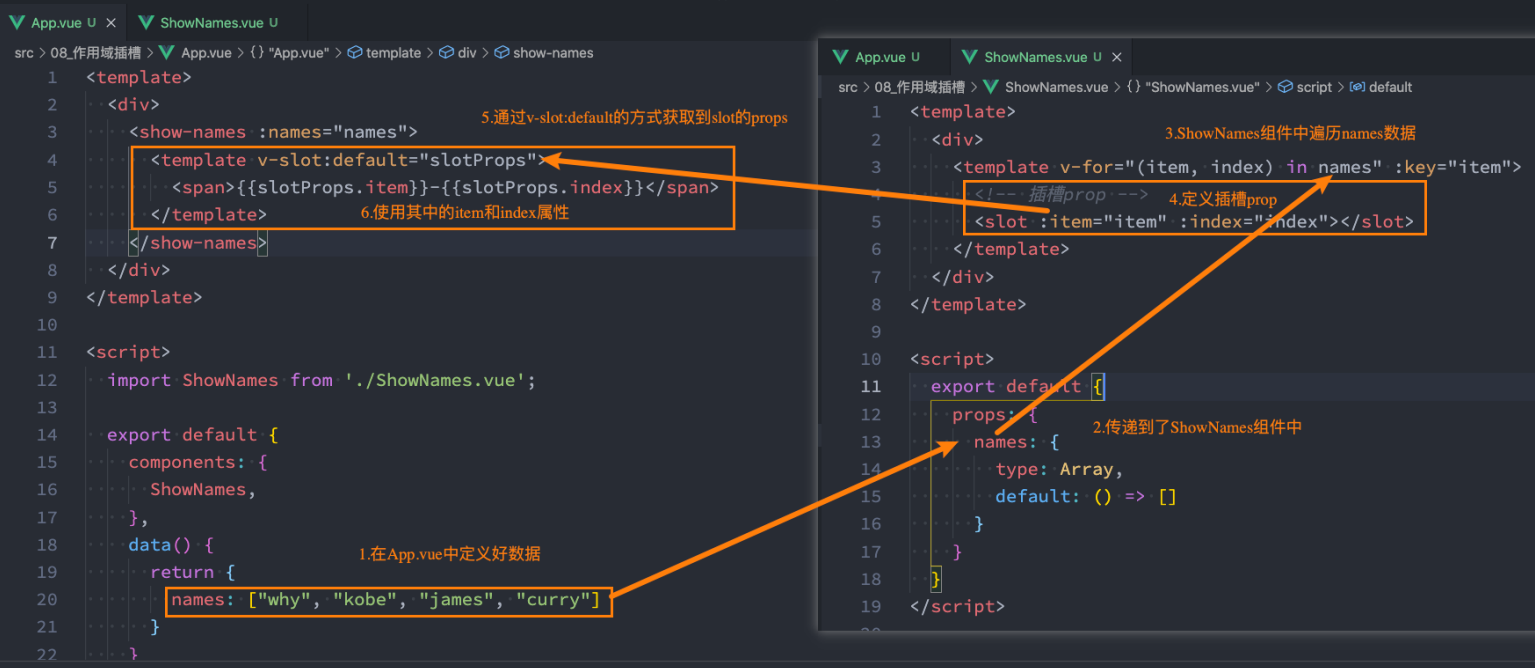 App.vue U ×
ShowNames.vue U
src > 08_作用域插槽 > App.vue > {} "App.vue" > template > div > show-names
1 <template>
2 <div>
3 <show-names :names="names">
4 <template v-slot:default="slotProps">
5 <span>{{slotProps.item}}-{{slotProps.index}}</span>
6 </template>
7 </show-names>
8 </div>
9 </template>
10
11 <script>
12 import ShowNames from './ShowNames.vue';
13
14 export default {
15 components: {
16 ShowNames,
17 },
18 data() {
19 return {
20 names: ["why", "kobe", "james", "curry"]
21 }
22 }
5.通过v-slot:default的方式获取到slot的props
6.使用其中的item和index属性
1.在App.vue中定义好数据
App.vue U
ShowNames.vue U ×
src > 08_作用域插槽 > ShowNames.vue > {} "ShowNames.vue" > script > default
1 <template>
2 <div>
3 <template v-for="(item, index) in names" :key="item">
4 <!-- 插槽prop -->
5 <slot :item="item" :index="index"></slot>
6 </template>
7 </div>
8 </template>
9
10 <script>
11 export default {
12 props: {
13 names: {
14 type: Array,
15 default: () => []
16 }
17 }
18 }
19 </script>
20
3.ShowNames组件中遍历names数据
4.定义插槽prop
2.传递到了ShowNames组件中